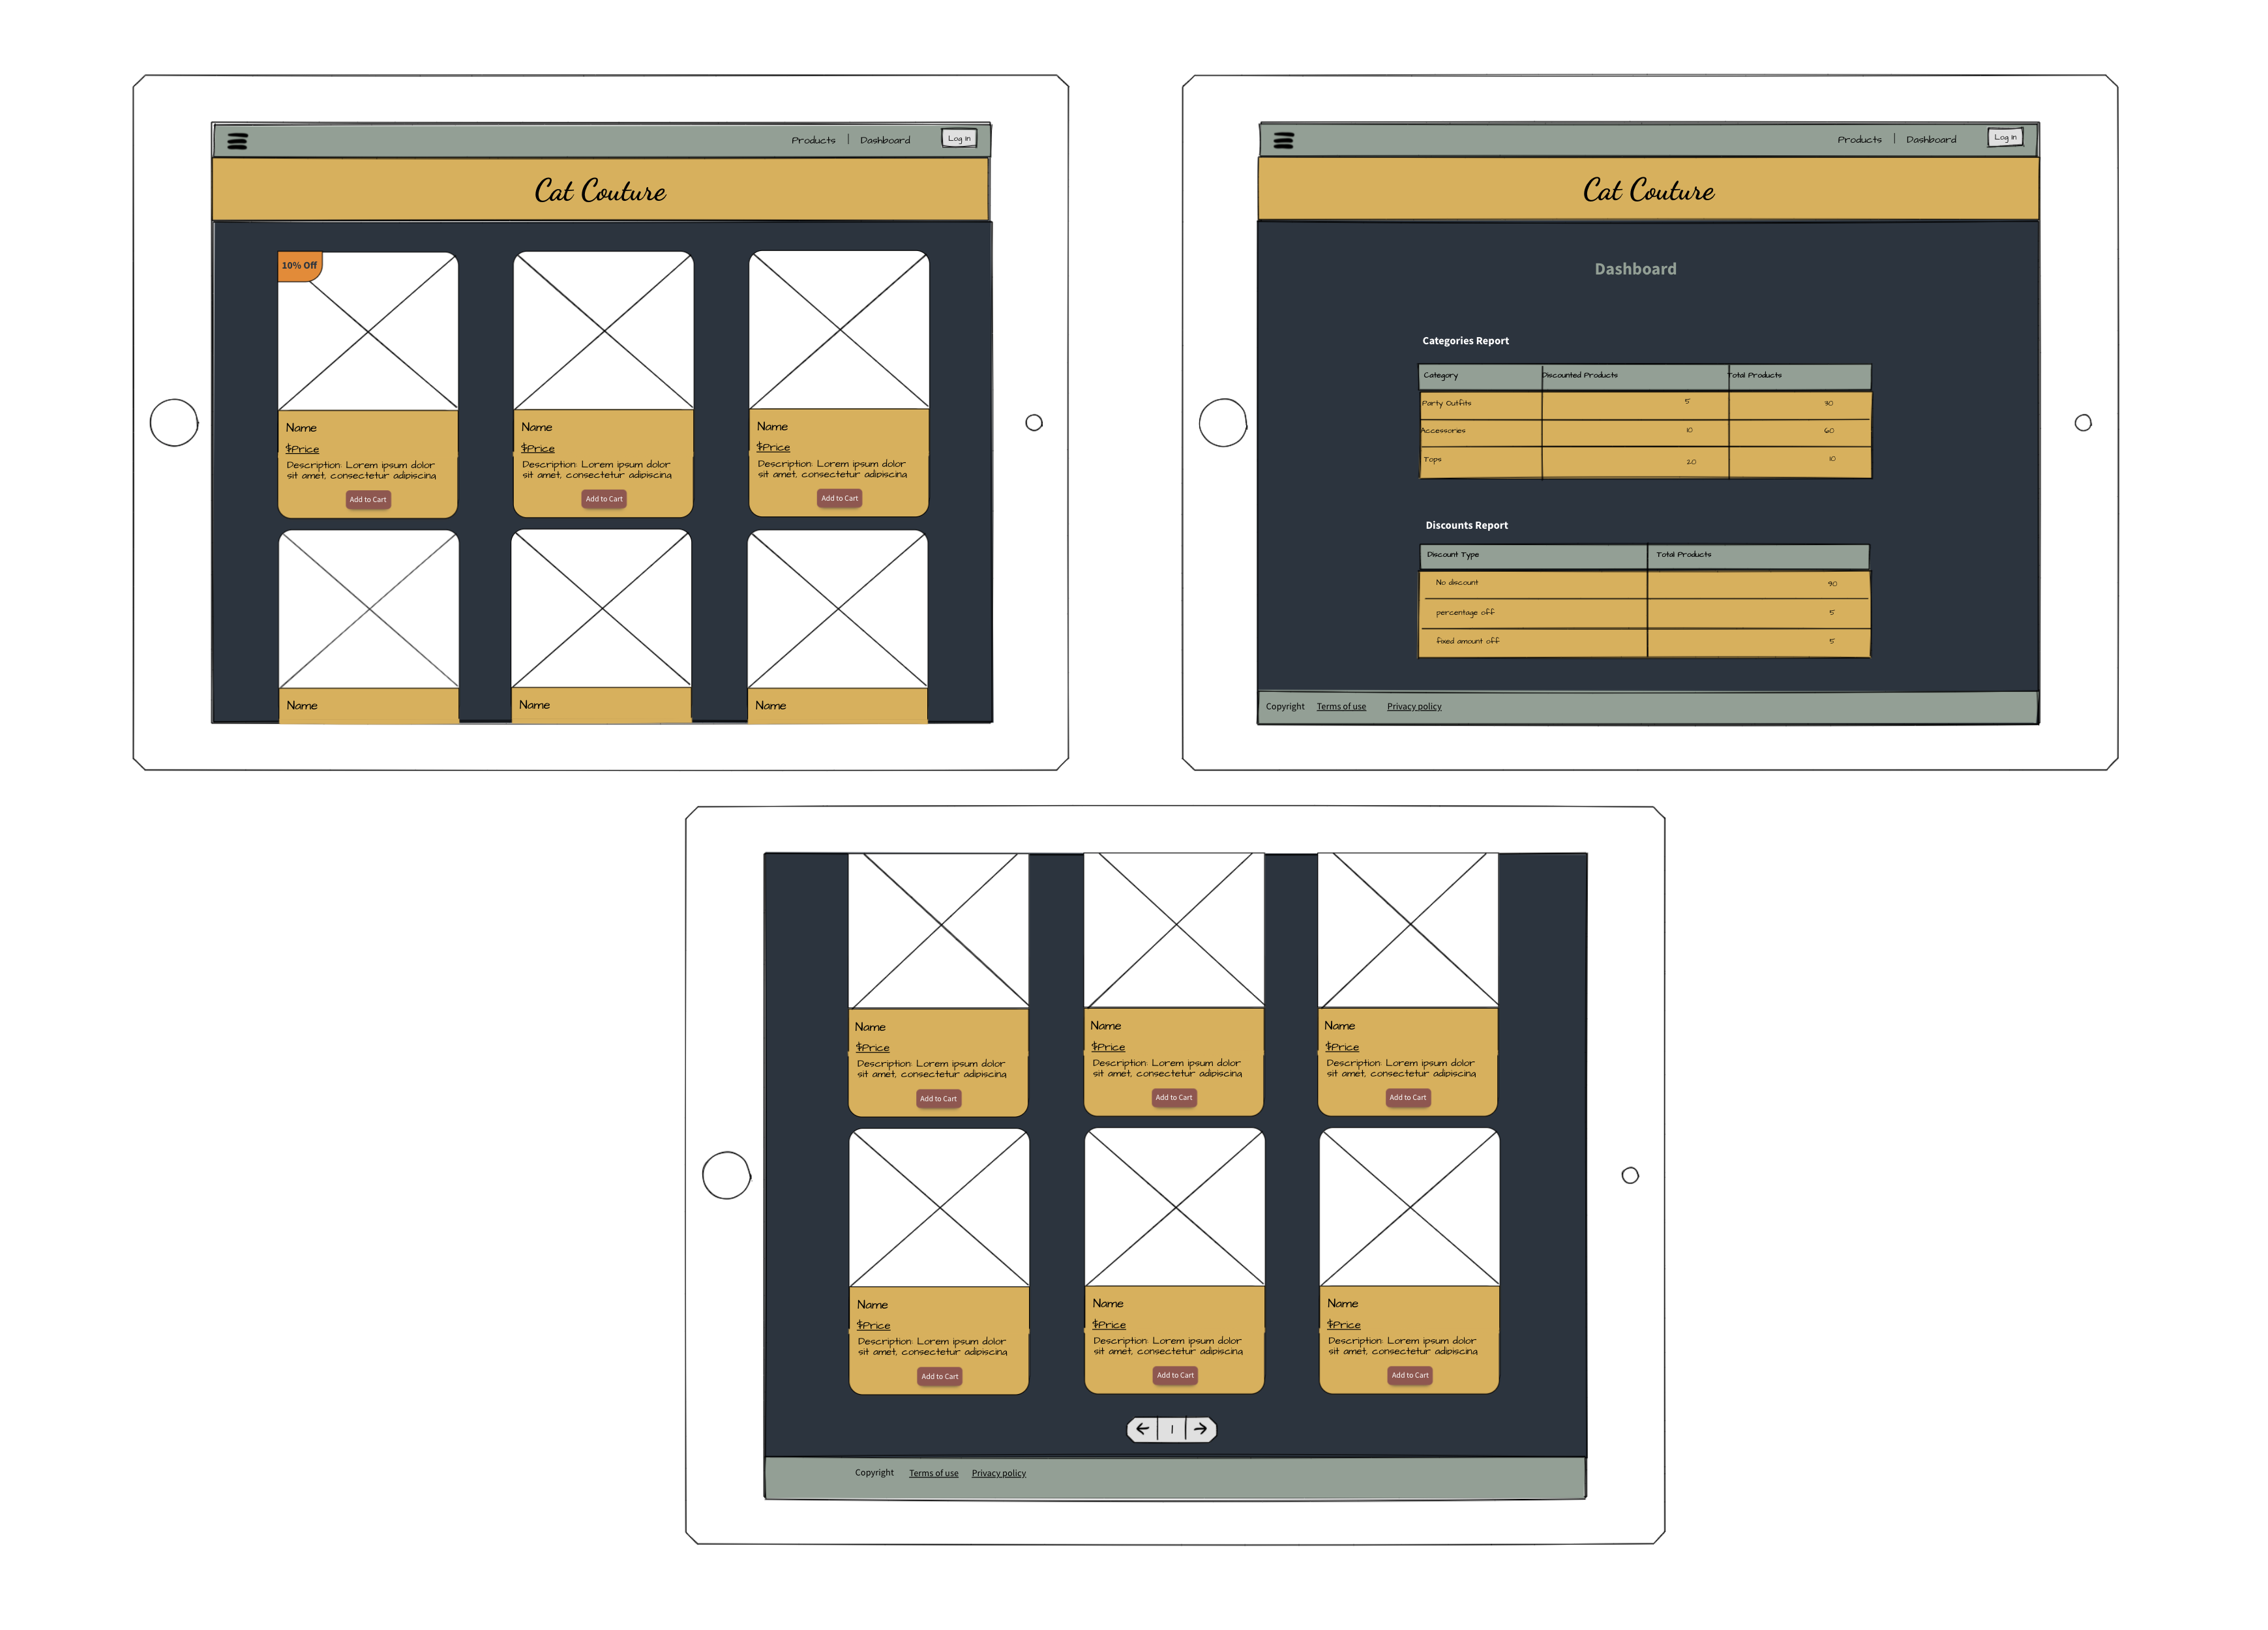 Products | Dashboard
Log in
Cat Couture
10% Off
Name
$Price
Description: Lorem ipsum dolor
sit amet, consectetur adipiscing
Add to Cart
Name
$Price
Description: Lorem ipsum dolor
sit amet, consectetur adipiscing
Add to Cart
Name
$Price
Description: Lorem ipsum dolor
sit amet, consectetur adipiscing
Add to Cart
Name
Name
Name
Products | Dashboard
Log in
Cat Couture
Dashboard
Categories Report
Category Discounted Products Total Products
Party Outfits 5
Accessories 10 60
Tops 20 10
Discounts Report
Discount Type Total Products
No discount 90
percentage off 5
fixed amount off 5
Copyright Terms of use Privacy policy
Name
$Price
Description: Lorem ipsum dolor
sit amet, consectetur adipiscing
Add to Cart
Name
$Price
Description: Lorem ipsum dolor
sit amet, consectetur adipiscing
Add to Cart
Name
$Price
Description: Lorem ipsum dolor
sit amet, consectetur adipiscing
Add to Cart
Name
$Price
Description: Lorem ipsum dolor
sit amet, consectetur adipiscing
Add to Cart
Name
$Price
Description: Lorem ipsum dolor
sit amet, consectetur adipiscing
Add to Cart
Name
$Price
Description: Lorem ipsum dolor
sit amet, consectetur adipiscing
Add to Cart
← 1 →
Copyright Terms of use Privacy policy